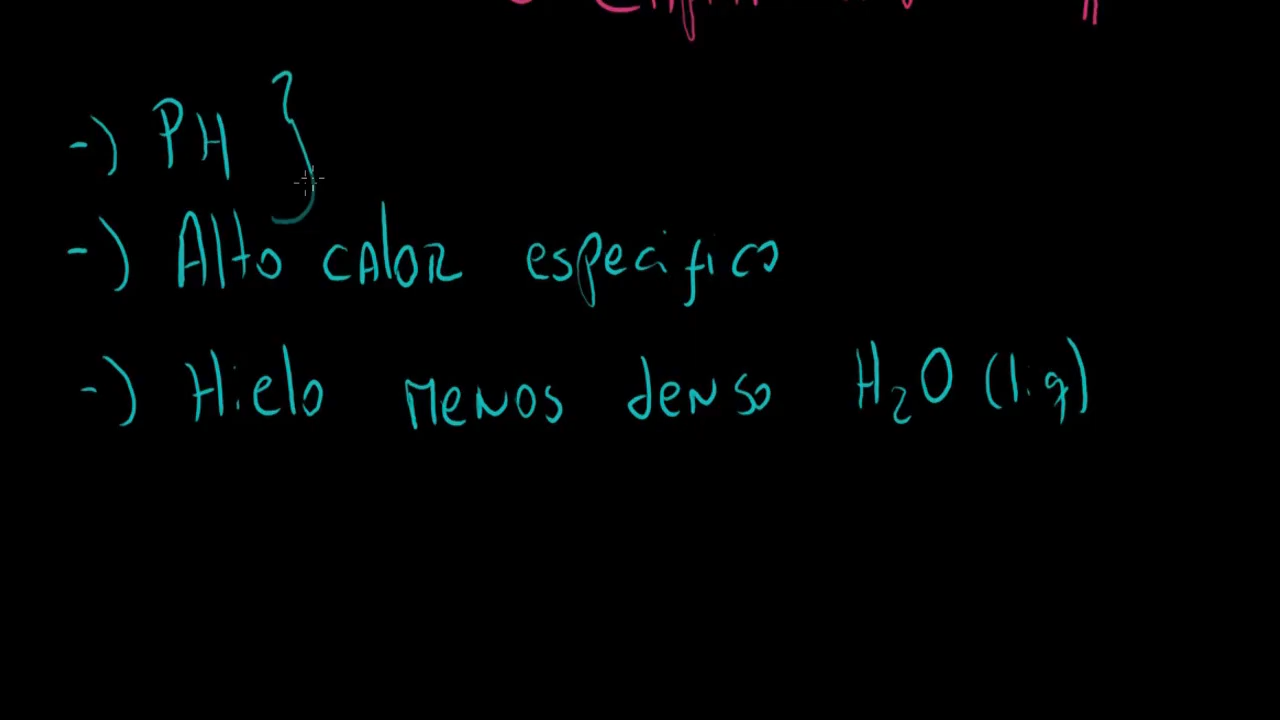 -) PH }
-) Alto calor especifico
-) Hielo menos denso H₂O (liq)